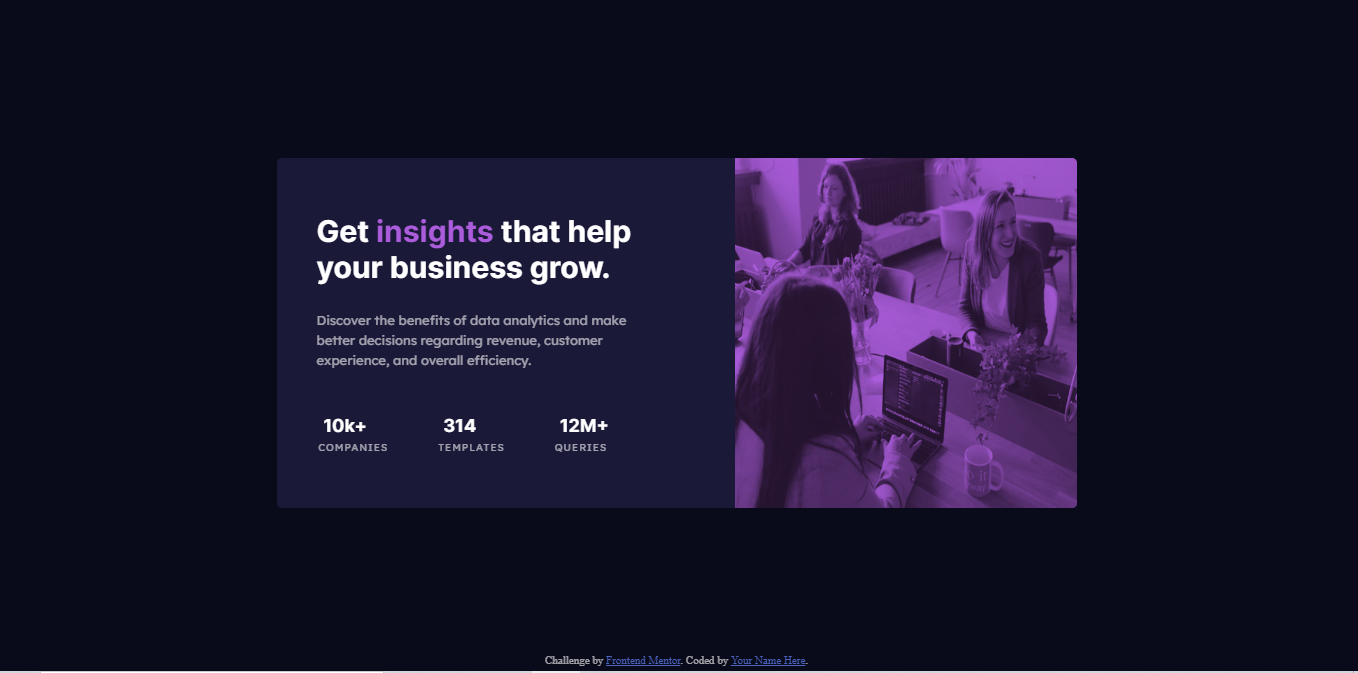 Get insights that help
your business grow.
Discover the benefits of data analytics and make
better decisions regarding revenue, customer
experience, and overall efficiency.
10k+ 314 12M+
COMPANIES TEMPLATES QUERIES
Challenge by Frontend Mentor. Coded by Your Name Here.